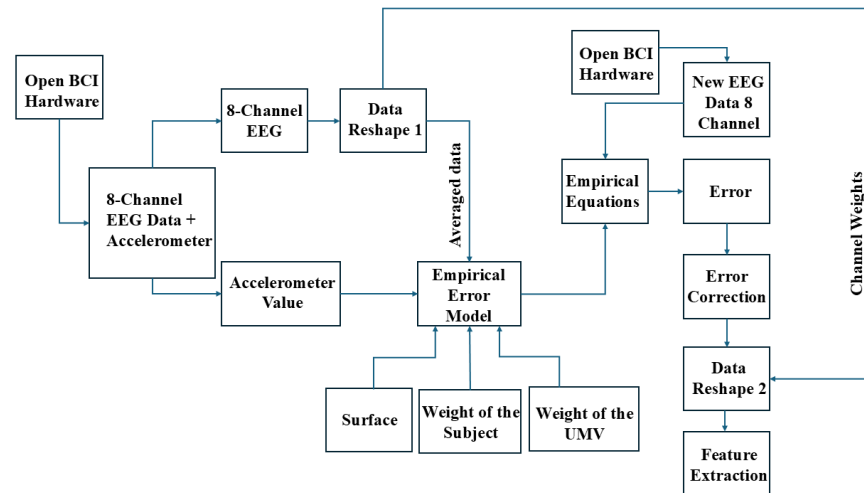 Open BCI
Hardware
8-Channel
EEG
Data
Reshape 1
8-Channel
EEG Data +
Accelerometer
Accelerometer
Value
Averaged data
Empirical
Error
Model
Surface
Weight of the
Subject
Weight of the
UMV
Open BCI
Hardware
New EEG
Data 8
Channel
Empirical
Equations
Error
Error
Correction
Data
Reshape 2
Feature
Extraction
Channel Weights